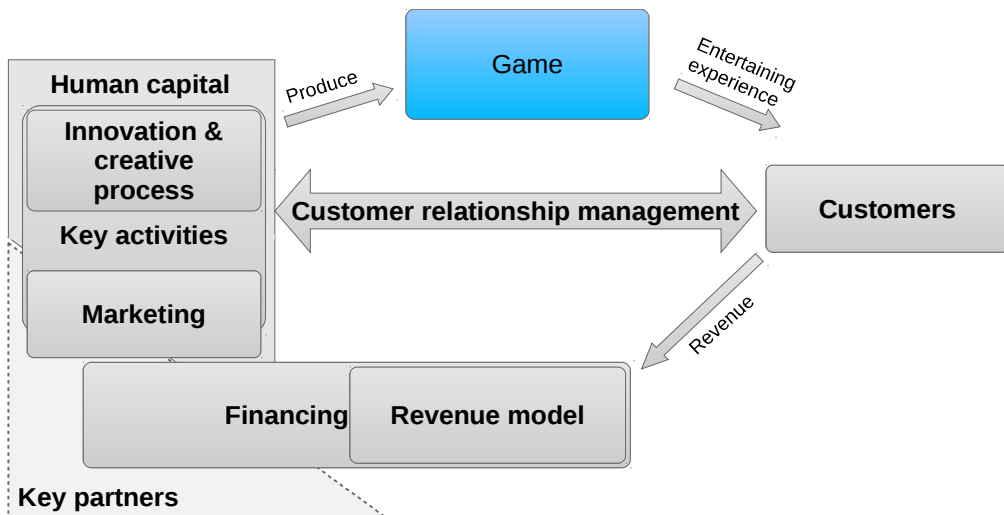 Game
Produce
Entertaining
experience
Human capital
Innovation &
creative
process
Customer relationship management
Customers
Key activities
Marketing
Revenue
Financing
Revenue model
Key partners